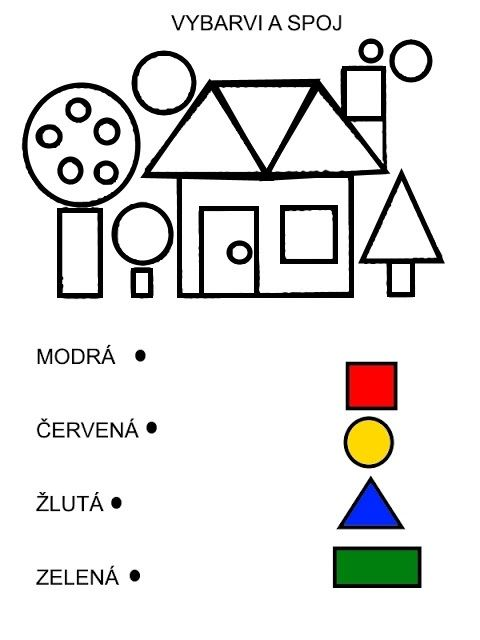 VYBARVI A SPOJ
MODRÁ
ČERVENÁ
ŽLUTÁ
ZELENÁ